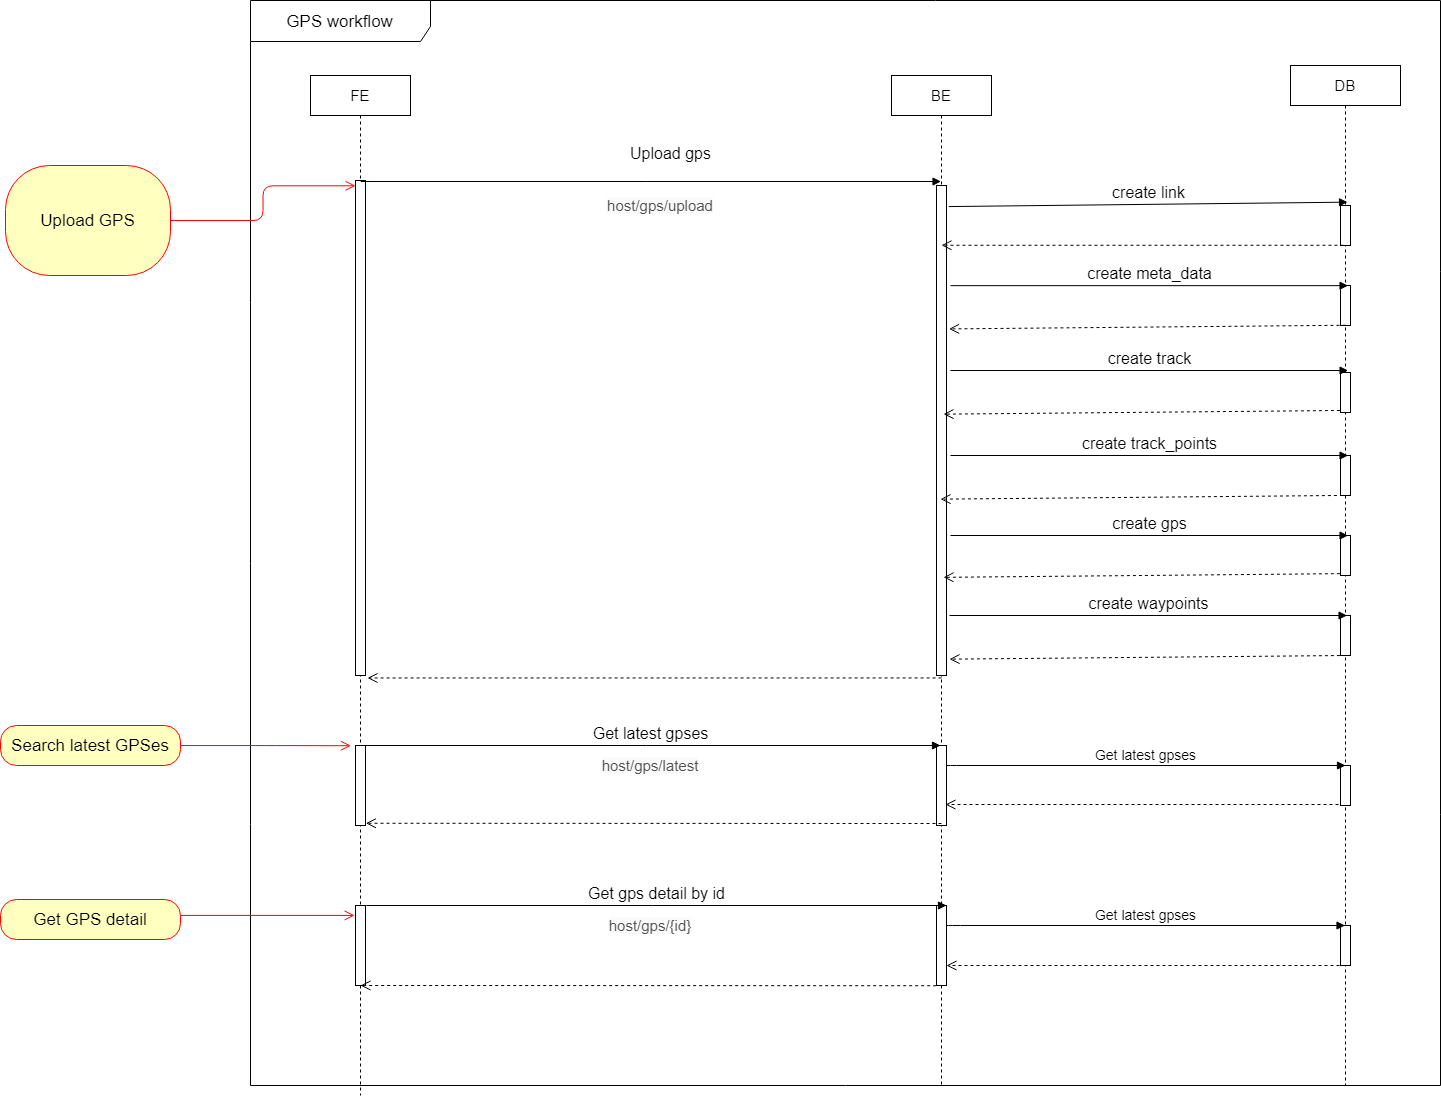 GPS workflow
FE
BE
DB
Upload GPS
Upload gps
host/gps/upload
create link
create meta_data
create track
create track_points
create gps
create waypoints
Search latest GPSes
Get latest gpses
host/gps/latest
Get latest gpses
Get GPS detail
Get gps detail by id
host/gps/{id}
Get latest gpses